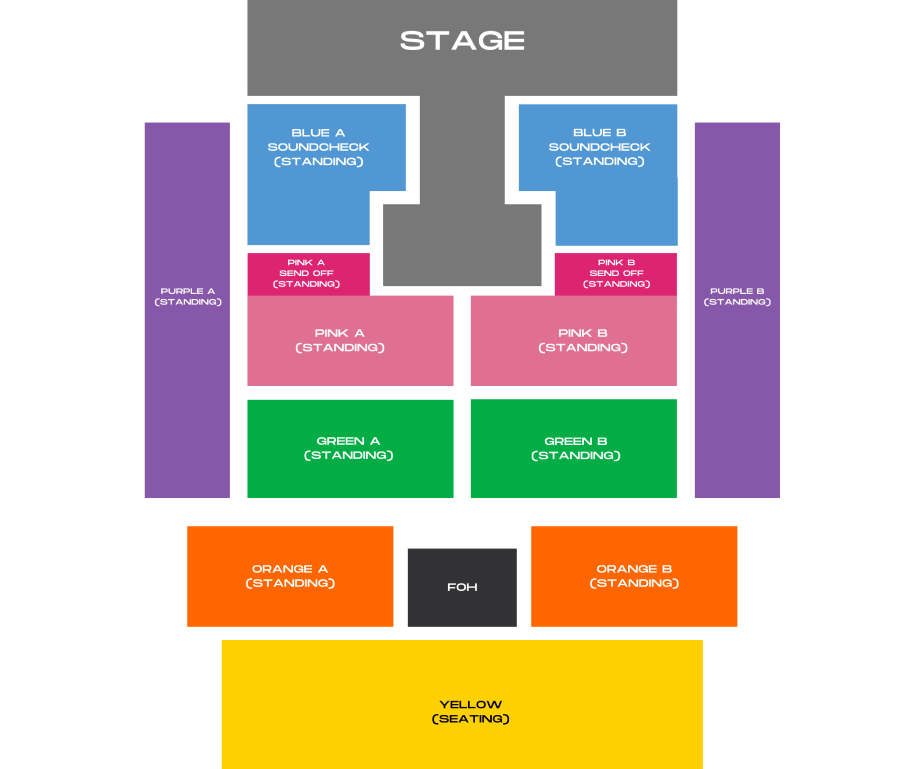 STAGE
BLUE A
SOUNDCHECK
(STANDING)
BLUE B
SOUNDCHECK
(STANDING)
PINK A
SEND OFF
(STANDING)
PINK B
SEND OFF
(STANDING)
PURPLE A
(STANDING)
PURPLE B
(STANDING)
PINK A
(STANDING)
PINK B
(STANDING)
GREEN A
(STANDING)
GREEN B
(STANDING)
ORANGE A
(STANDING)
FOH
ORANGE B
(STANDING)
YELLOW
(SEATING)